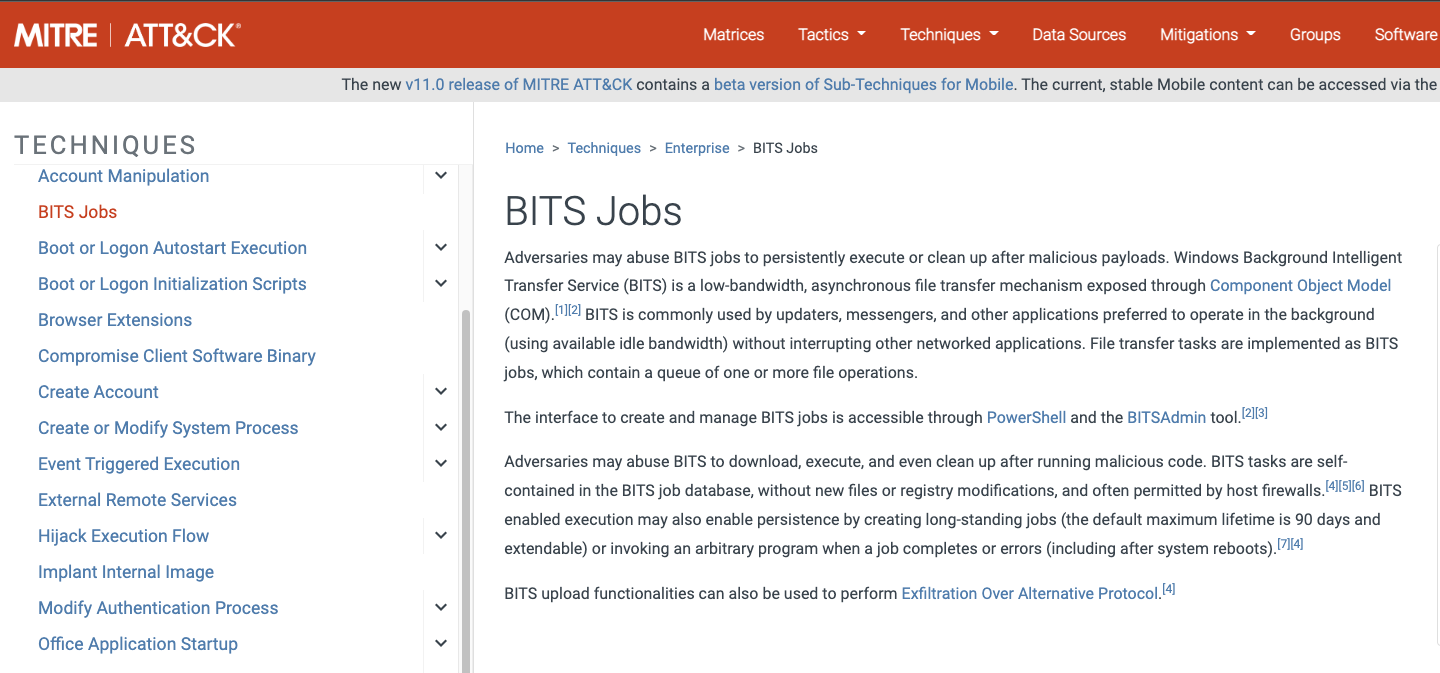 MITRE | ATT&CK®
Matrices Tactics Techniques Data Sources Mitigations Groups Software
The new v11.0 release of MITRE ATT&CK contains a beta version of Sub-Techniques for Mobile. The current, stable Mobile content can be accessed via the
TECHNIQUES
Account Manipulation
BITS Jobs
Boot or Logon Autostart Execution
Boot or Logon Initialization Scripts
Browser Extensions
Compromise Client Software Binary
Create Account
Create or Modify System Process
Event Triggered Execution
External Remote Services
Hijack Execution Flow
Implant Internal Image
Modify Authentication Process
Office Application Startup
Home > Techniques > Enterprise > BITS Jobs
BITS Jobs
Adversaries may abuse BITS jobs to persistently execute or clean up after malicious payloads. Windows Background Intelligent
Transfer Service (BITS) is a low-bandwidth, asynchronous file transfer mechanism exposed through Component Object Model
(COM).[1][2] BITS is commonly used by updaters, messengers, and other applications preferred to operate in the background
(using available idle bandwidth) without interrupting other networked applications. File transfer tasks are implemented as BITS
jobs, which contain a queue of one or more file operations.
The interface to create and manage BITS jobs is accessible through PowerShell and the BITSAdmin tool.[2][3]
Adversaries may abuse BITS to download, execute, and even clean up after running malicious code. BITS tasks are self-
contained in the BITS job database, without new files or registry modifications, and often permitted by host firewalls.[4][5][6] BITS
enabled execution may also enable persistence by creating long-standing jobs (the default maximum lifetime is 90 days and
extendable) or invoking an arbitrary program when a job completes or errors (including after system reboots).[7][4]
BITS upload functionalities can also be used to perform Exfiltration Over Alternative Protocol.[4]